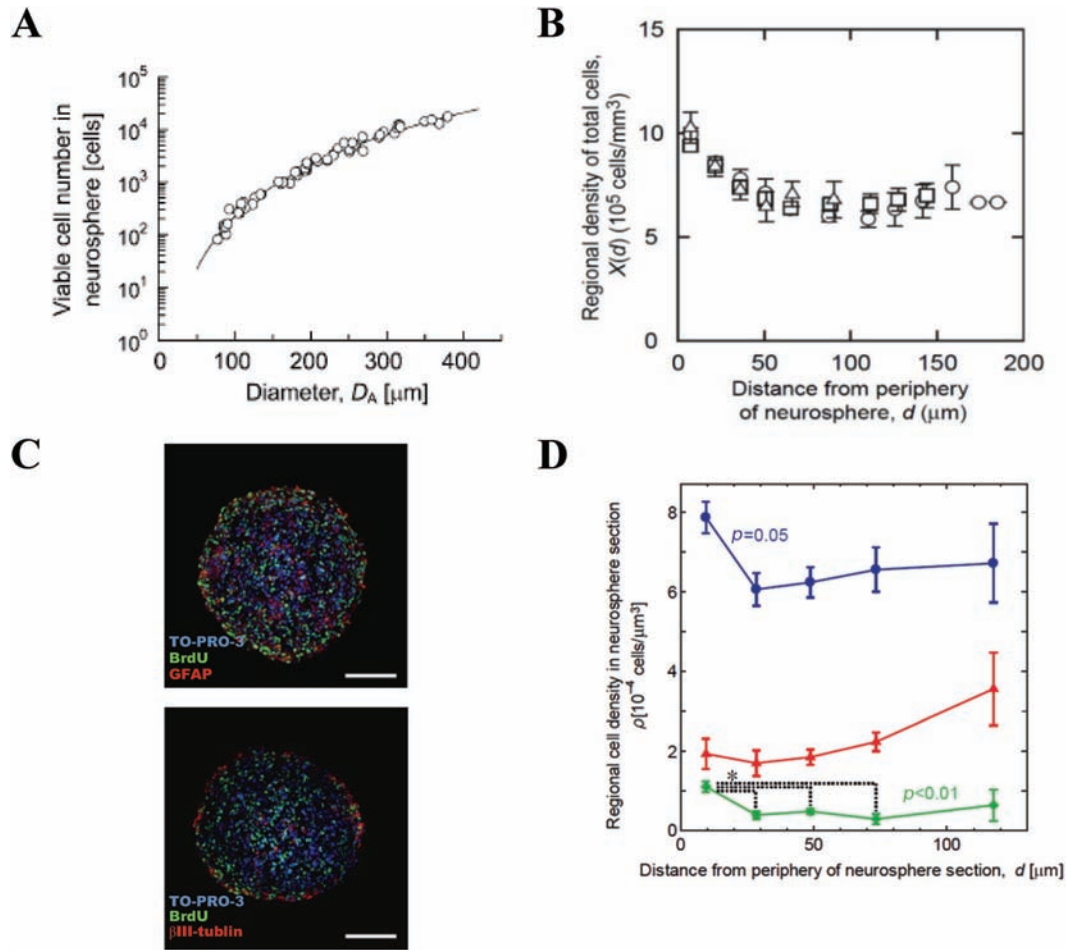 A
Viable cell number in
neurosphere [cells]
10^5
10^4
10^3
10^2
10^1
10^0
0 100 200 300 400
Diameter, D_A [μm]
B
Regional density of total cells,
X(d) (10^5 cells/mm^3)
15
10
5
0
0 50 100 150 200
Distance from periphery
of neurosphere, d (μm)
C
TO-PRO-3
BrdU
GFAP
TO-PRO-3
BrdU
βIII-tublin
D
Regional cell density in neurosphere section
ρ[10^-4 cells/μm^3]
8
6
4
2
0
p=0.05
*
p<0.01
0 50 100
Distance from periphery of neurosphere section, d [μm]